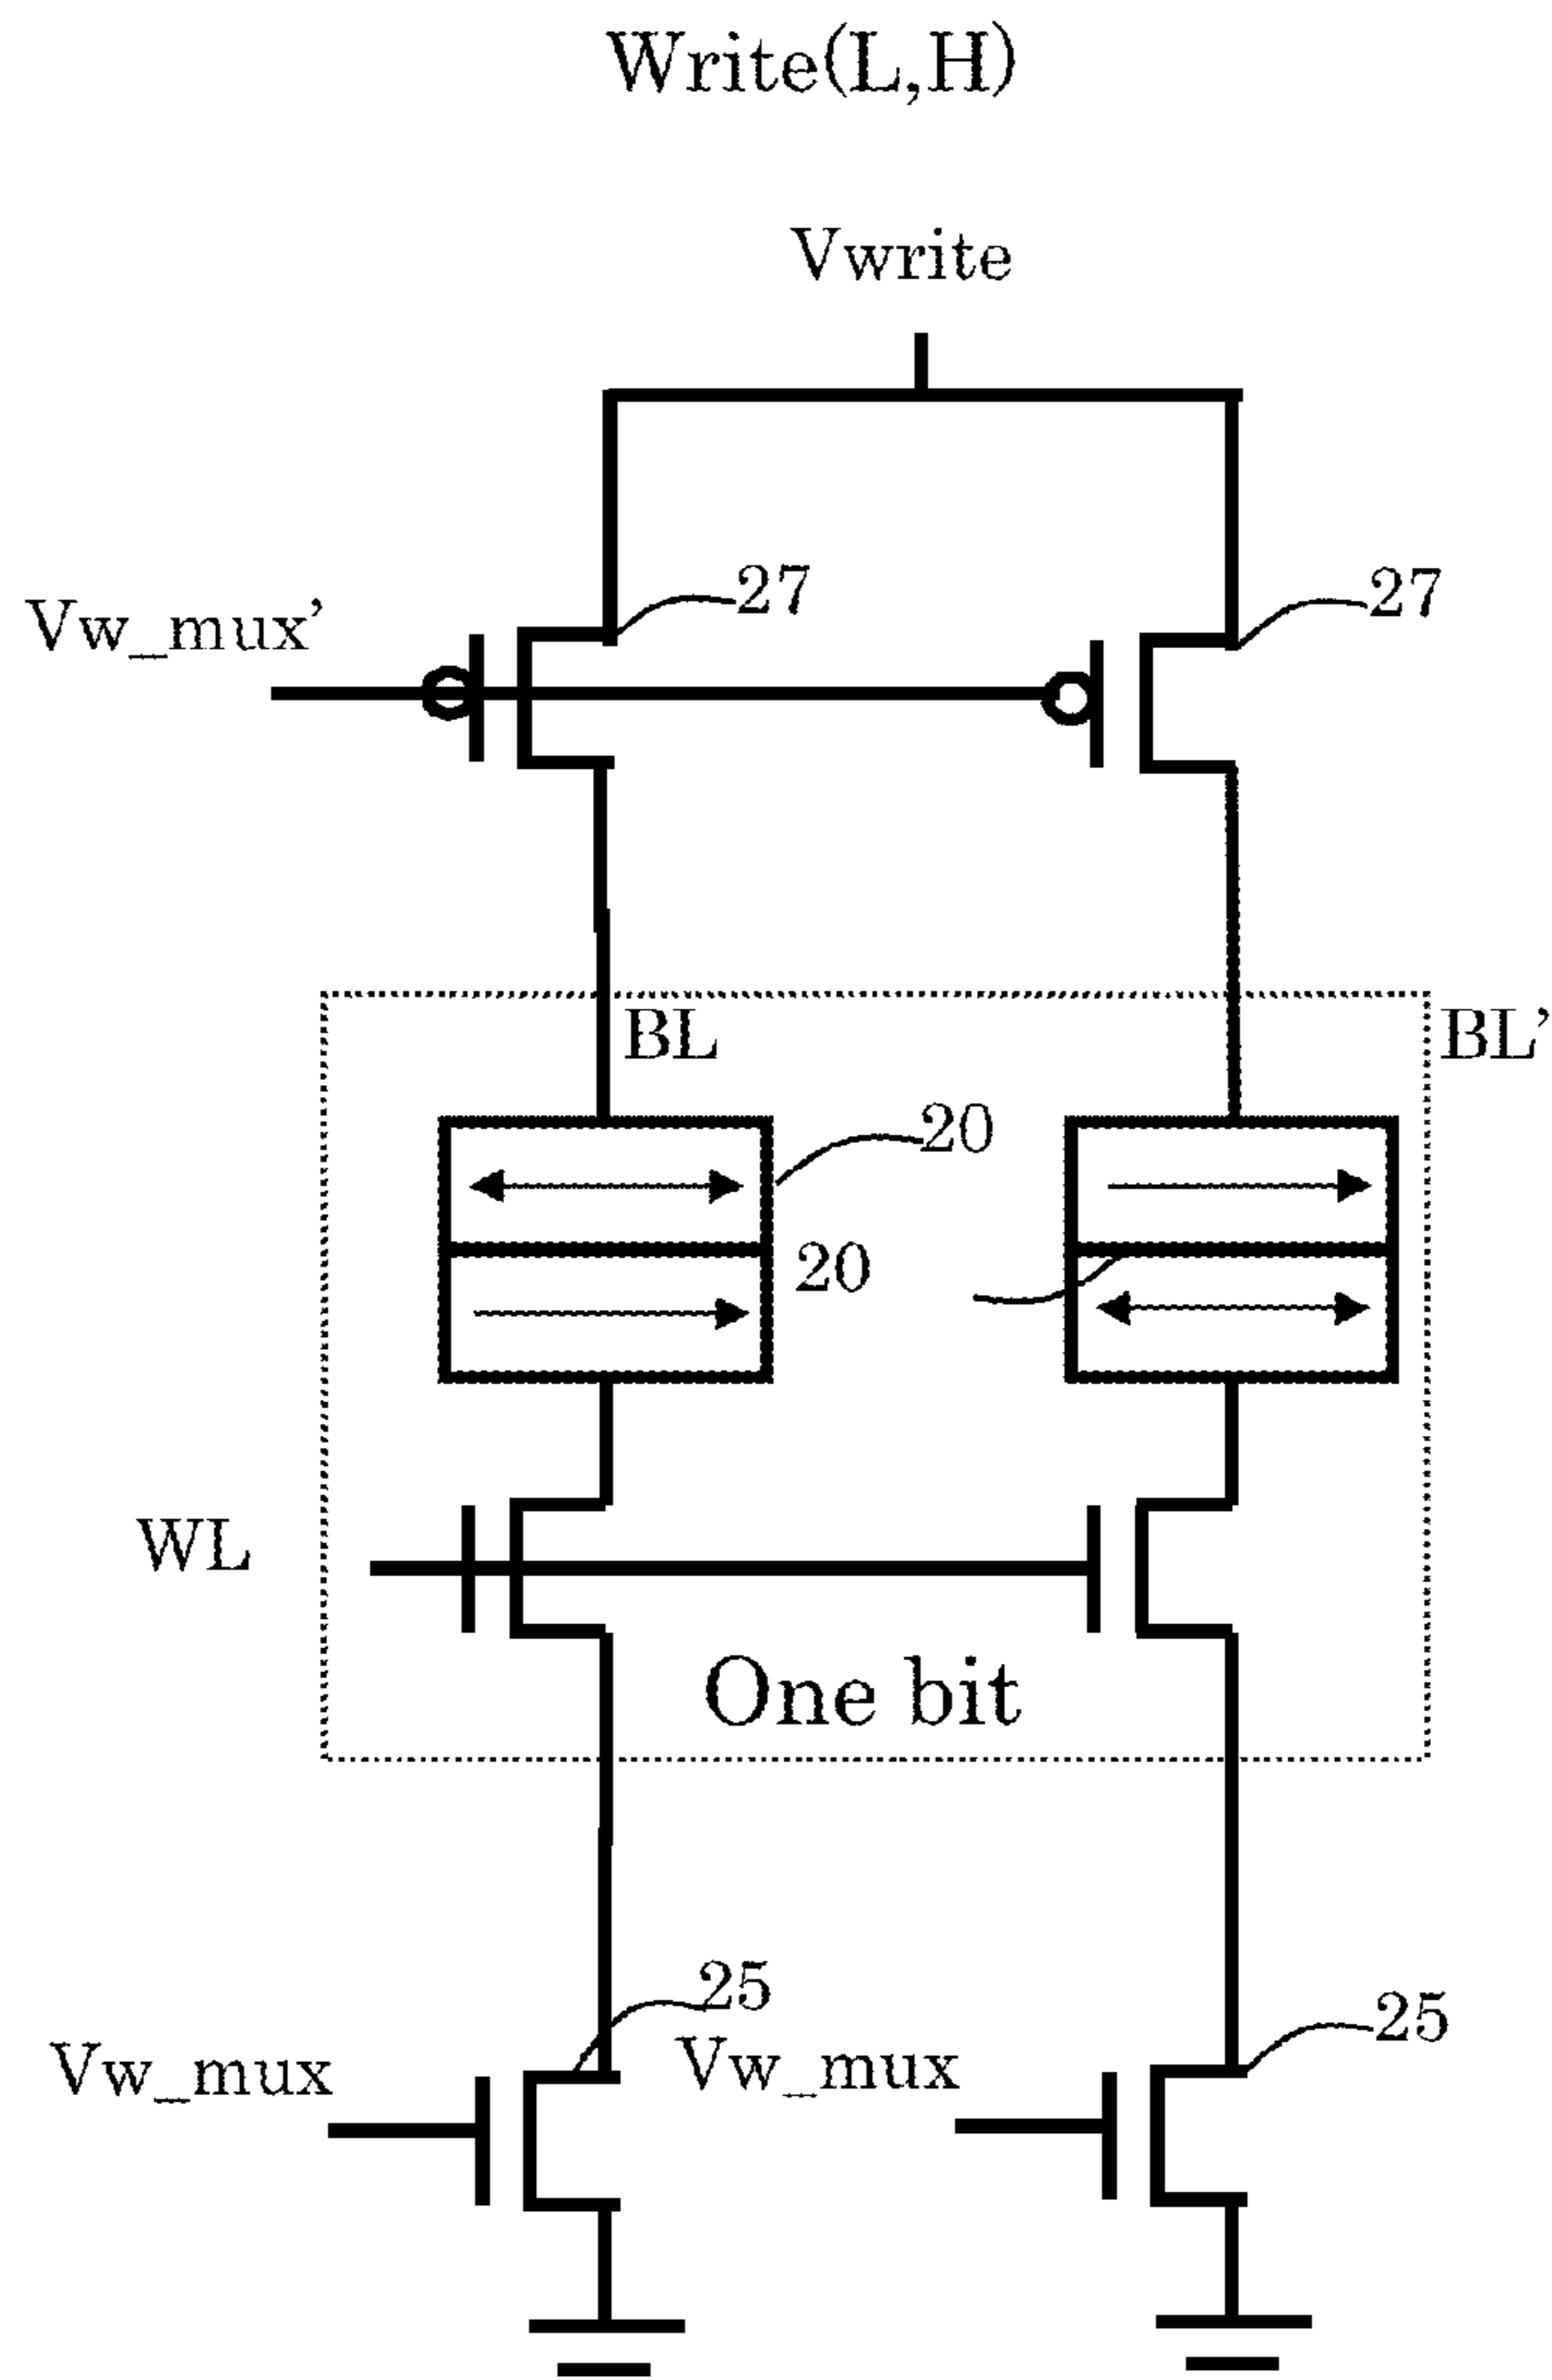 Write(L,H)
Vwrite
Vw_mux’
27
27
BL
BL’
20
20
WL
One bit
25
25
Vw_mux
Vw_mux